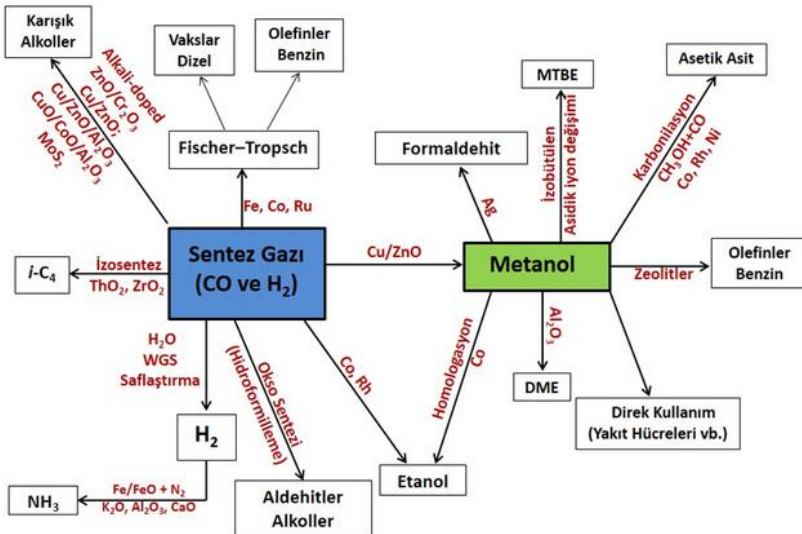 Karışık
Alkoller
Alkali-doped
ZnO/Cr₂O₃
Cu/ZnO;
Cu/ZnO/Al₂O₃
CuO/CoO/Al₂O₃
MoS₂
Vakslar
Dizel
Olefinler
Benzin
Fischer–Tropsch
Fe, Co, Ru
MTBE
İzobütülen
Asidik iyon değişimi
Asetik Asit
Karbonilasyon
CH₃ OH+CO
Co, Rh, Ni
Formaldehit
Ag
i-C₄
İzosentez
ThO₂, ZrO₂
Sentez Gazı
(CO ve H₂)
Cu/ZnO
Metanol
Zeolitler
Olefinler
Benzin
H₂O
WGS
Saflaştırma
Okso Sentezi
(Hidroformilleme)
Co, Rh
Homologasyon
Co
Al₂O₃
DME
Direk Kullanım
(Yakıt Hücreleri vb.)
H₂
Fe/FeO + N₂
K₂O, Al₂O₃, CaO
NH₃
Aldehitler
Alkoller
Etanol